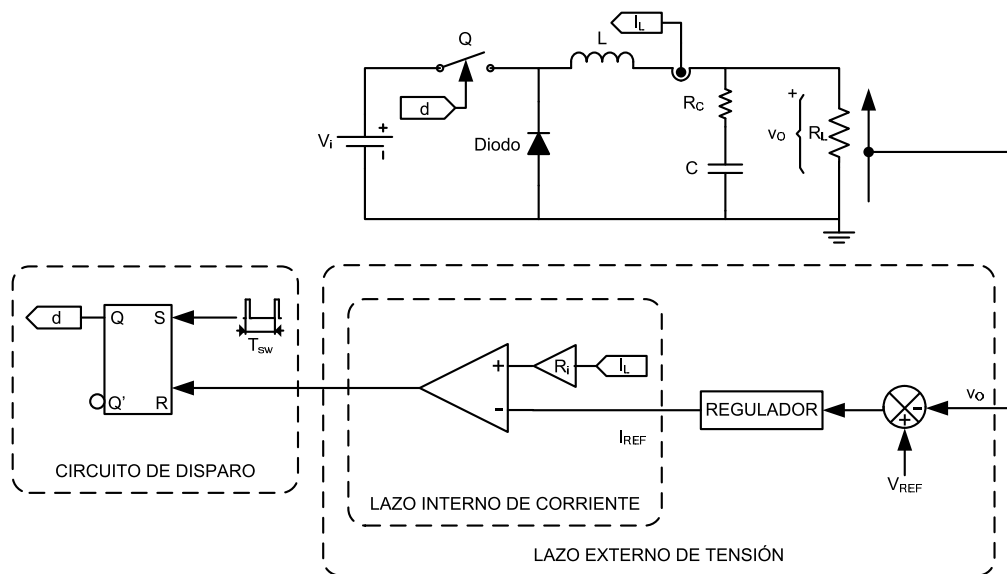 I_L
Q
L
d
V_i
+
Diodo
R_C
C
+
v_O
R_L
d
Q
S
T_SW
Q'
R
+
R_i
I_L
-
I_REF
REGULADOR
-
+
v_O
V_REF
CIRCUITO DE DISPARO
LAZO INTERNO DE CORRIENTE
LAZO EXTERNO DE TENSIÓN